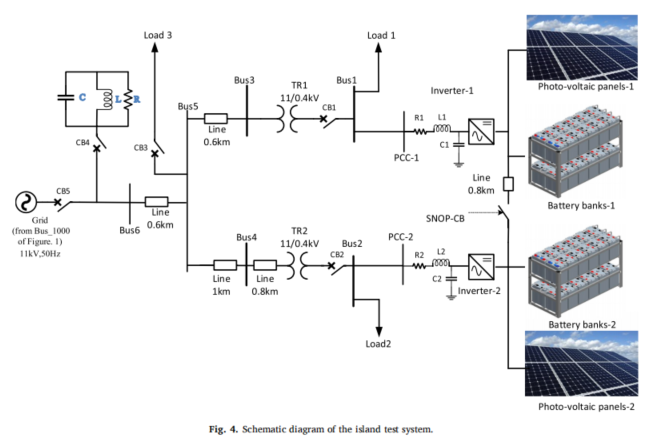 Load 3
Load 1
Photo-voltaic panels-1
C
L
R
Bus3
TR1
11/0.4kV
Bus1
Inverter-1
Bus5
CB1
R1
L1
C1
Line
0.6km
CB4
CB3
PCC-1
Line
0.8km
Battery banks-1
CB5
Grid
(from Bus_1000
of Figure. 1)
11kV,50Hz
Bus6
Line
0.6km
SNOP-CB
Bus4
TR2
11/0.4kV
Bus2
PCC-2
CB2
R2
L2
C2
Inverter-2
Line
1km
Line
0.8km
Battery banks-2
Load2
Photo-voltaic panels-2
Fig. 4. Schematic diagram of the island test system.